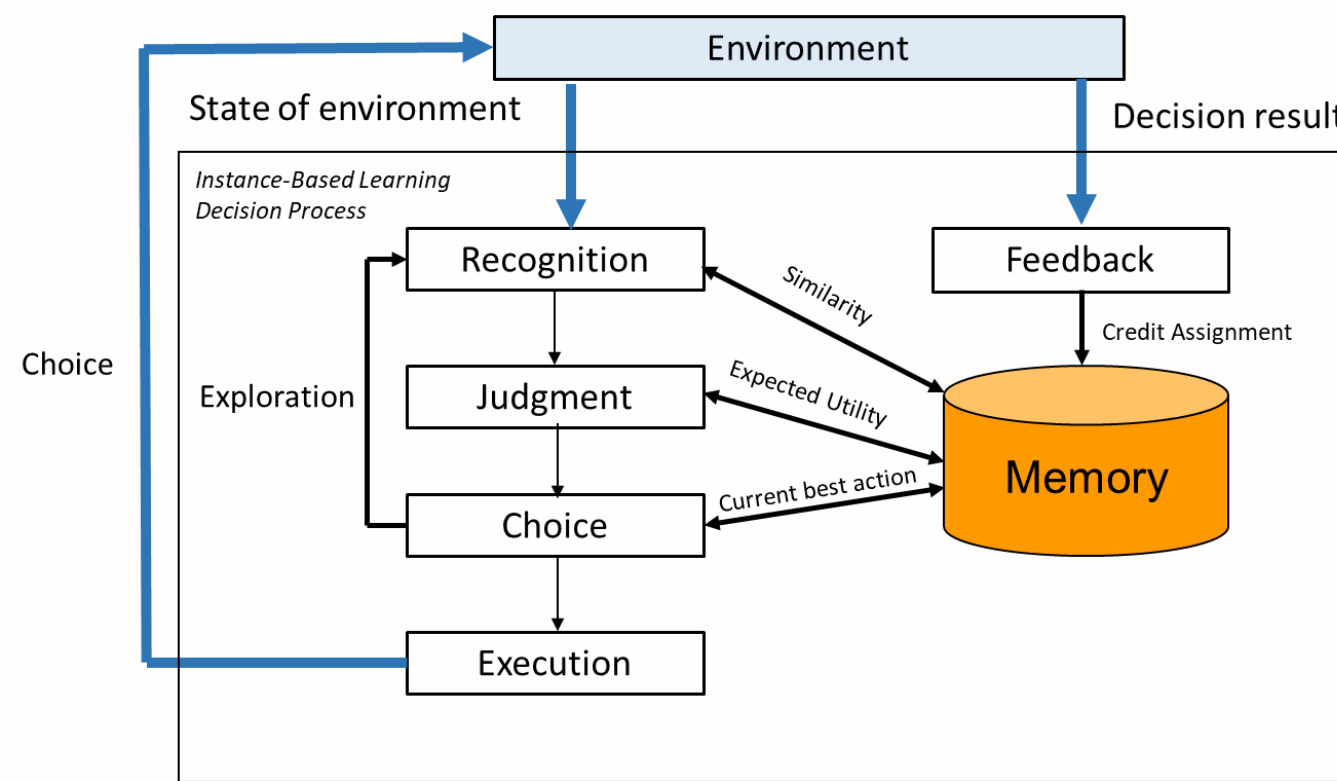 Environment
State of environment
Decision result
Instance-Based Learning
Decision Process
Recognition
Feedback
Similarity
Credit Assignment
Choice
Exploration
Judgment
Expected Utility
Memory
Current best action
Choice
Execution